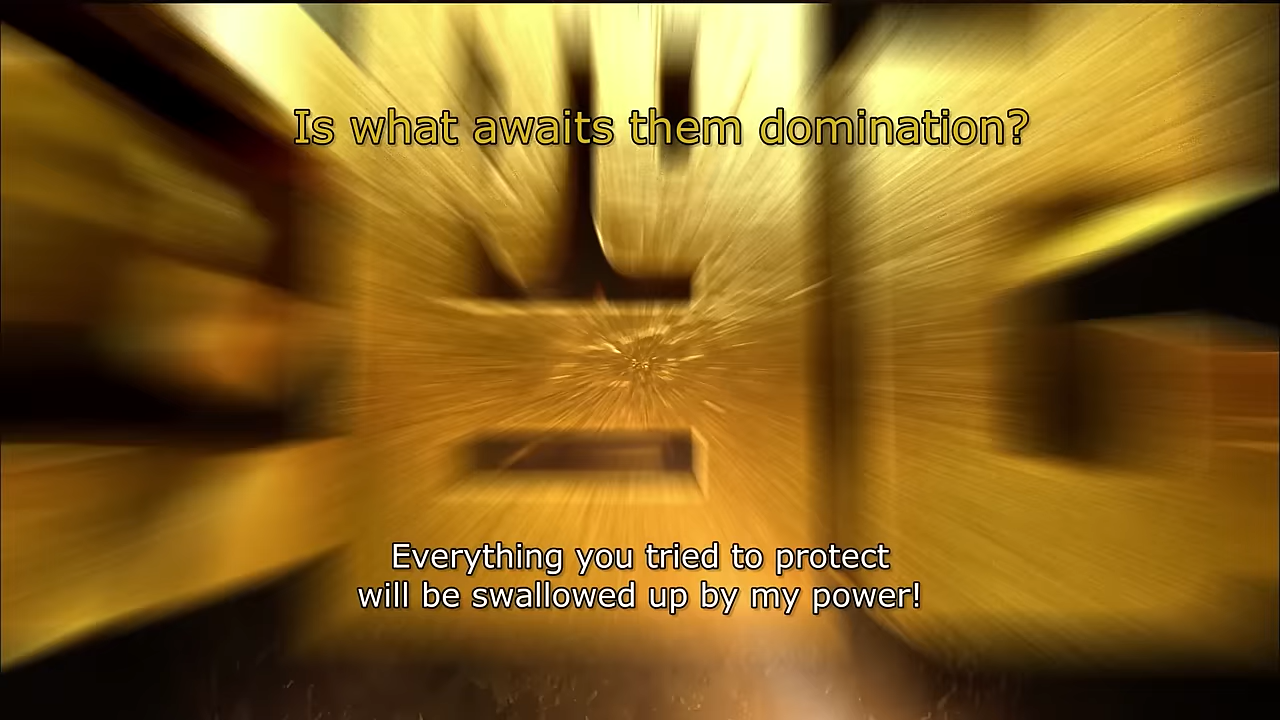 Is what awaits them domination?
Everything you tried to protect
will be swallowed up by my power!